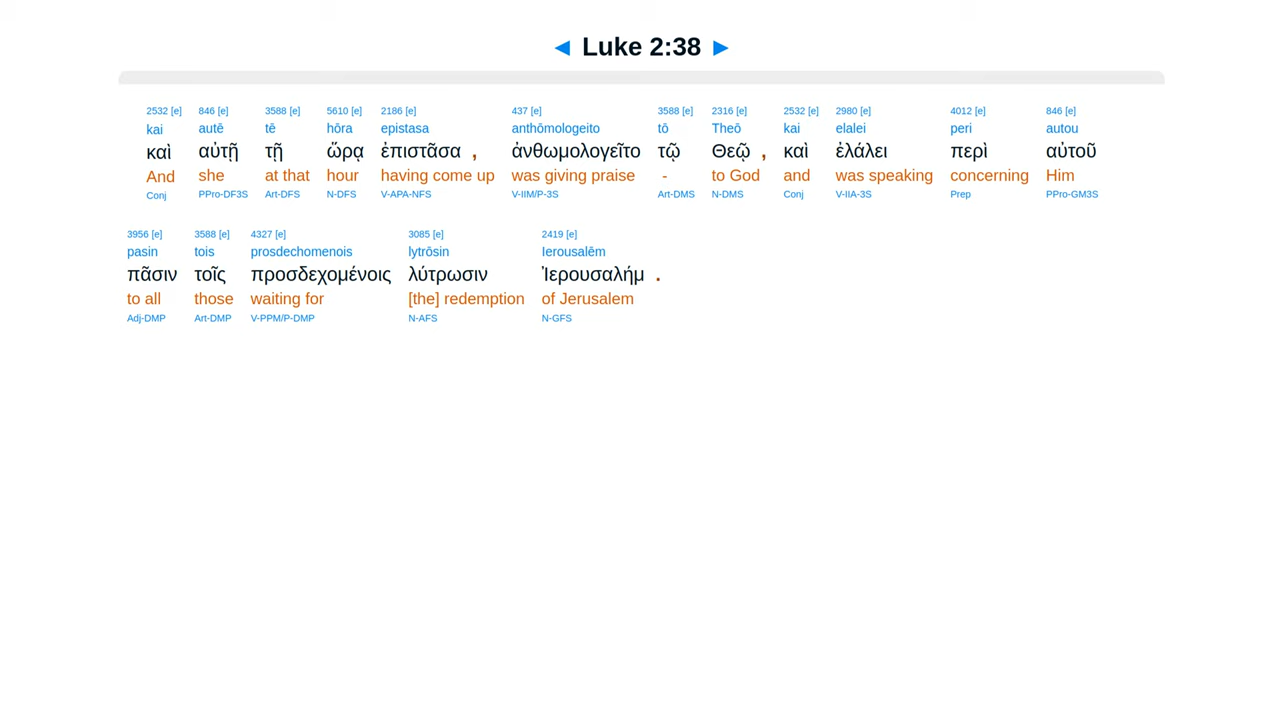 ◄ Luke 2:38 ►
2532 [e] 846 [e] 3588 [e] 5610 [e] 2186 [e] 437 [e] 3588 [e] 2316 [e] 2532 [e] 2980 [e] 4012 [e] 846 [e]
kai autē tē hōra epistasa anthōmologeito tō Theō kai elalei peri autou
καὶ αὐτῇ τῇ ὥρᾳ ἐπιστᾶσα , ἀνθωμολογεῖτο τῷ Θεῷ , καὶ ἐλάλει περὶ αὐτοῦ
And she at that hour having come up was giving praise - to God and was speaking concerning Him
Conj PPro-DF3S Art-DFS N-DFS V-APA-NFS V-IIM/P-3S Art-DMS N-DMS Conj V-IIA-3S Prep PPro-GM3S
3956 [e] 3588 [e] 4327 [e] 3085 [e] 2419 [e]
pasin tois prosdechomenois lytrōsin Ierousalēm
πᾶσιν τοῖς προσδεχομένοις λύτρωσιν Ἰερουσαλήμ .
to all those waiting for [the] redemption of Jerusalem
Adj-DMP Art-DMP V-PPM/P-DMP N-AFS N-GFS